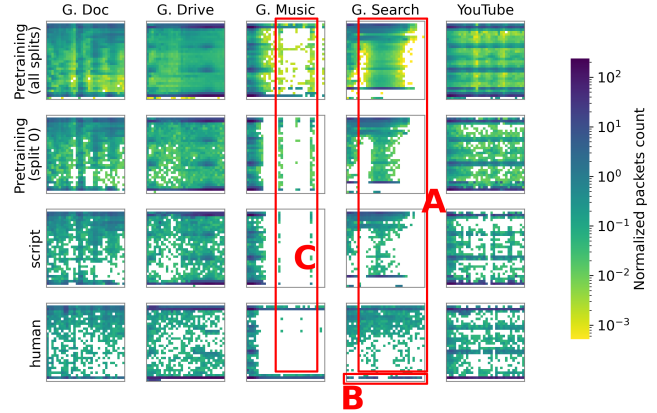 G. Doc G. Drive G. Music G. Search YouTube
Pretraining
(all splits)
Pretraining
(split 0)
script
human
A
C
B
10²
10¹
10⁰
10⁻¹
10⁻²
10⁻³
Normalized packets count